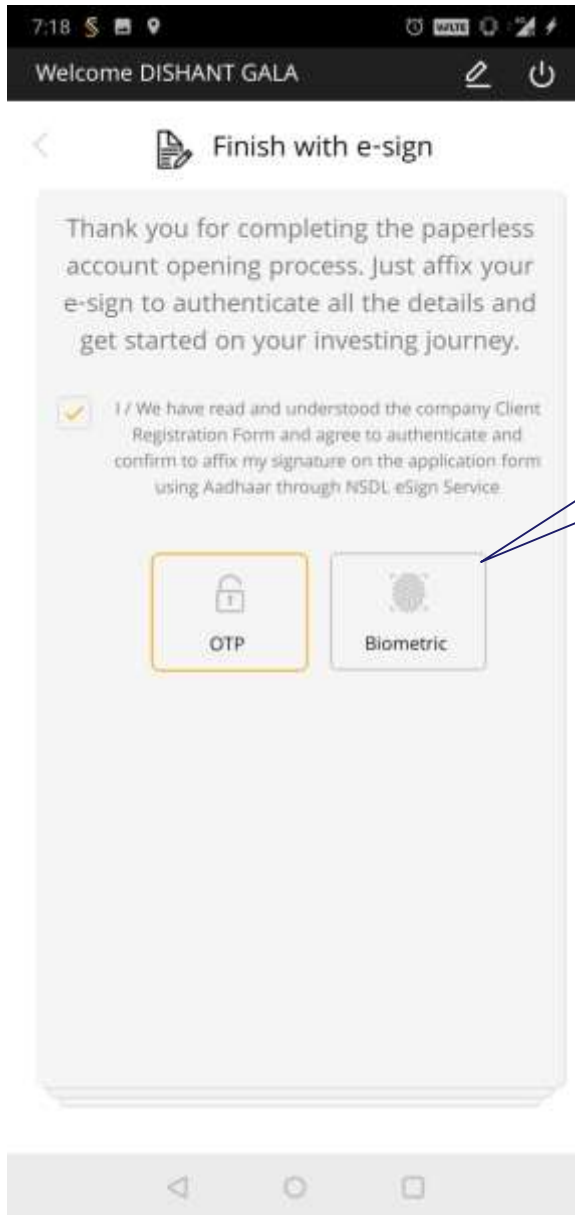 7:18
VoLTE
Welcome DISHANT GALA
Finish with e-sign
Thank you for completing the paperless
account opening process. Just affix your
e-sign to authenticate all the details and
get started on your investing journey.
I / We have read and understood the company Client
Registration Form and agree to authenticate and
confirm to affix my signature on the application form
using Aadhaar through NSDL eSign Service
OTP
Biometric